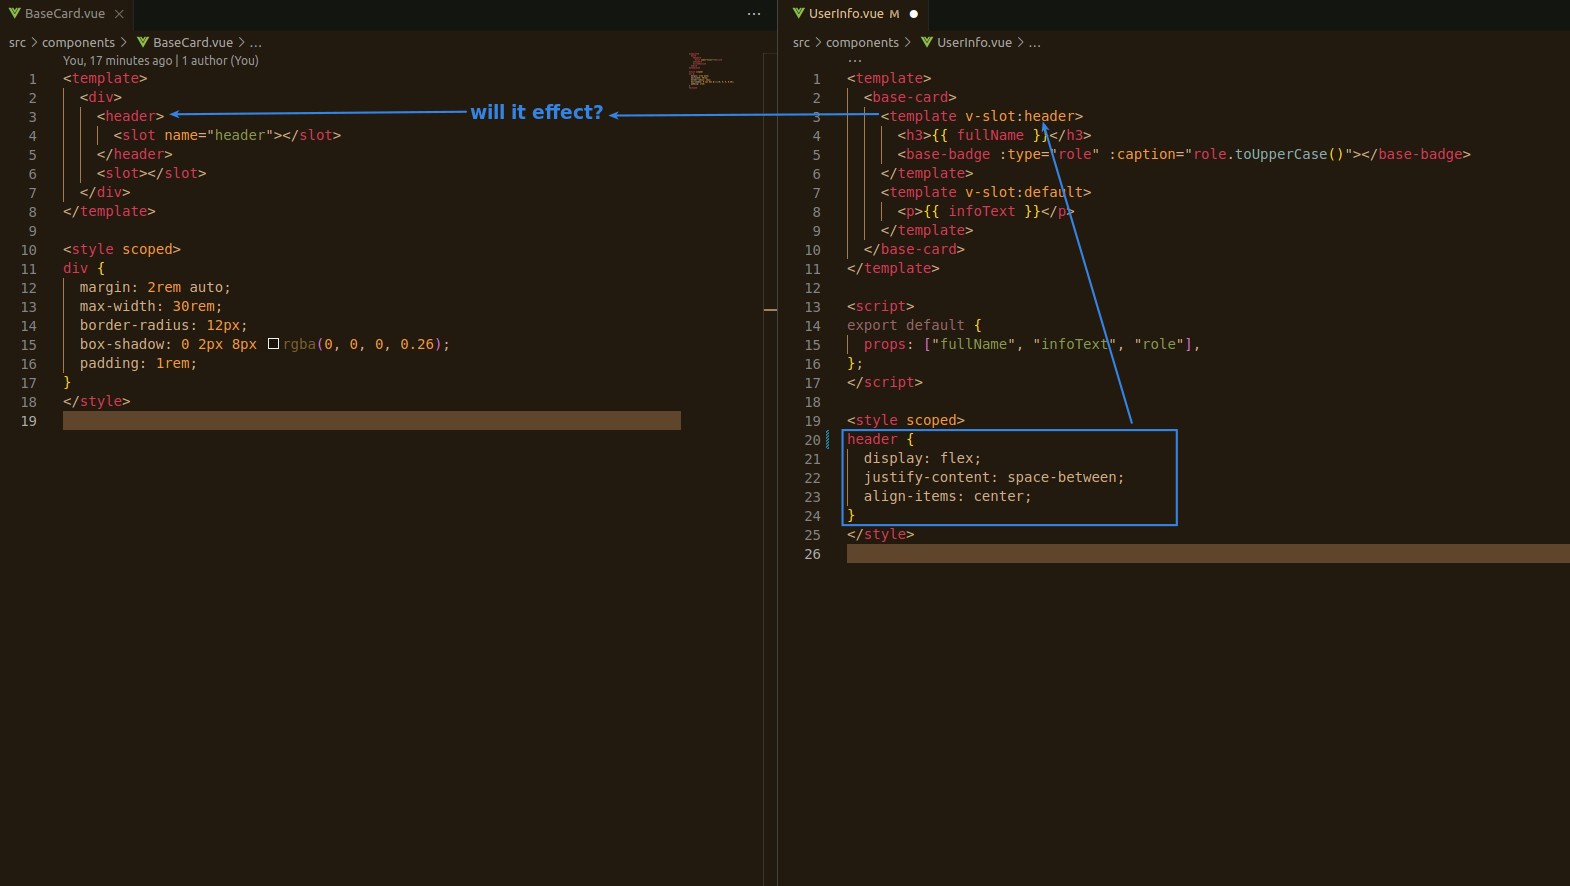 BaseCard.vue
src > components > BaseCard.vue > ...
You, 17 minutes ago | 1 author (You)
1 <template>
2 <div>
3 <header>
4 <slot name="header"></slot>
5 </header>
6 <slot></slot>
7 </div>
8 </template>
9
10 <style scoped>
11 div {
12 margin: 2rem auto;
13 max-width: 30rem;
14 border-radius: 12px;
15 box-shadow: 0 2px 8px rgba(0, 0, 0, 0.26);
16 padding: 1rem;
17 }
18 </style>
19
will it effect?
UserInfo.vue M
src > components > UserInfo.vue > ...
...
1 <template>
2 <base-card>
3 <template v-slot:header>
4 <h3>{{ fullName }}</h3>
5 <base-badge :type="role" :caption="role.toUpperCase()"></base-badge>
6 </template>
7 <template v-slot:default>
8 <p>{{ infoText }}</p>
9 </template>
10 </base-card>
11 </template>
12
13 <script>
14 export default {
15 props: ["fullName", "infoText", "role"],
16 };
17 </script>
18
19 <style scoped>
20 header {
21 display: flex;
22 justify-content: space-between;
23 align-items: center;
24 }
25 </style>
26